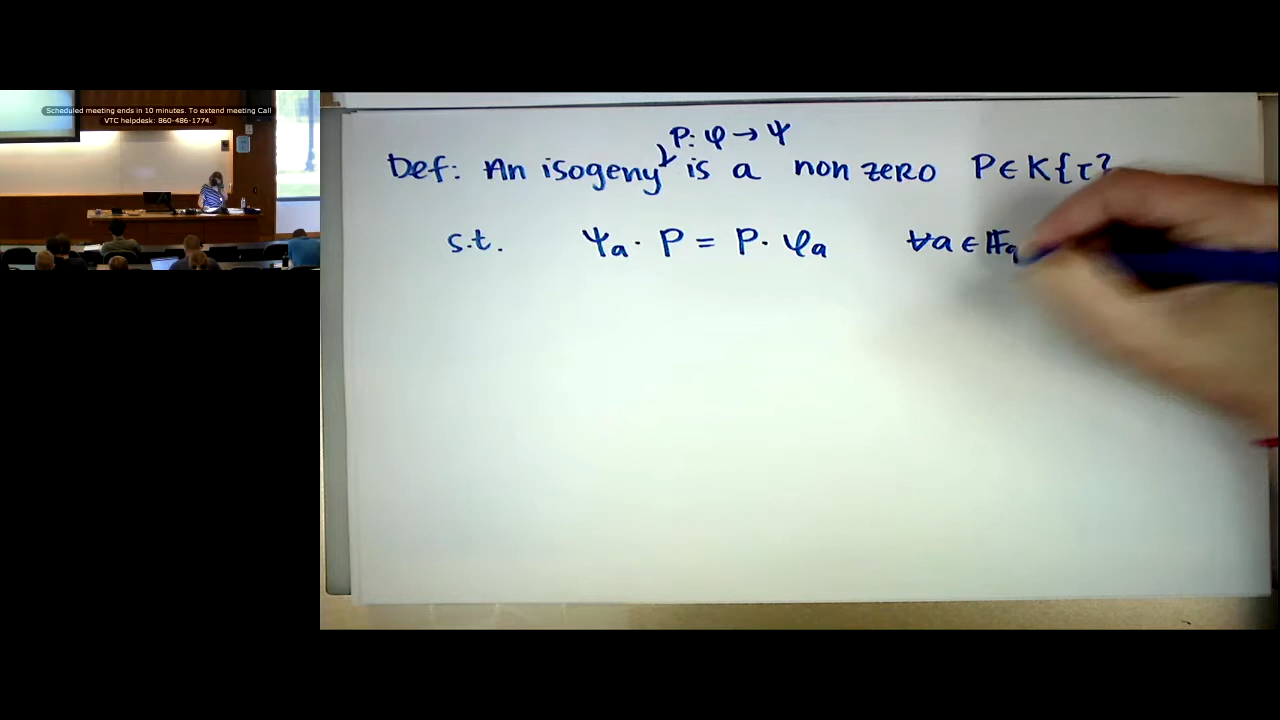 Scheduled meeting ends in 10 minutes. To extend meeting Call
VTC helpdesk: 860-486-1774.
P: φ → ψ
Def: An isogeny is a non zero P ∈ K{τ}
s.t. ψₐ · P = P · φₐ ∀a ∈ 𝔽q